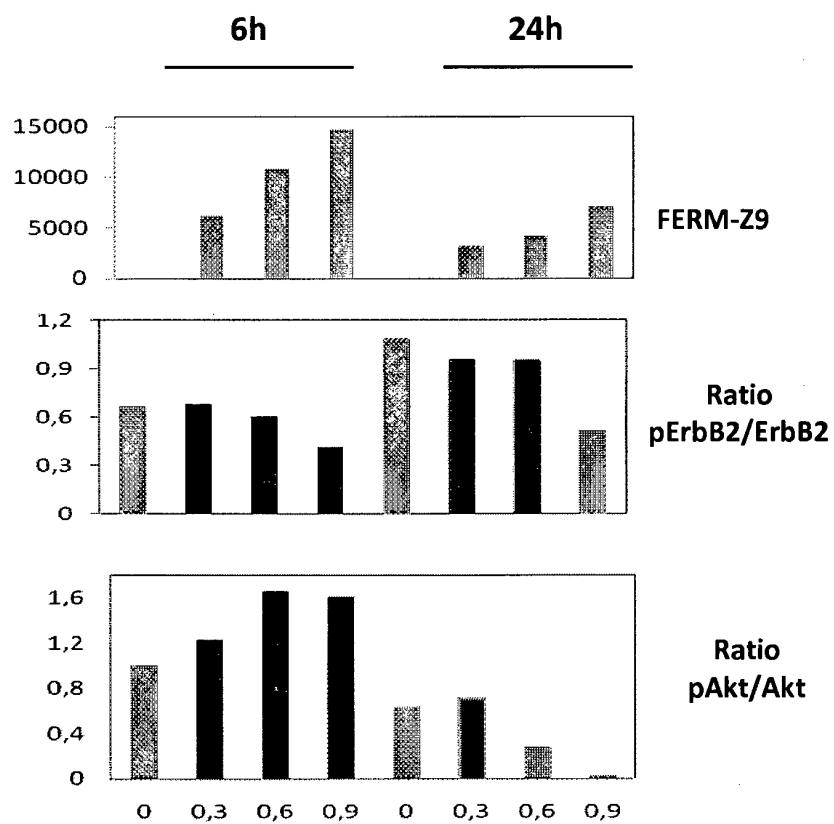 6h 24h
15000
10000
5000
0
FERM-Z9
1,2
0,9
0,6
0,3
0
Ratio
pErbB2/ErbB2
1,6
1,2
0,8
0,4
0
Ratio
pAkt/Akt
0 0,3 0,6 0,9 0 0,3 0,6 0,9